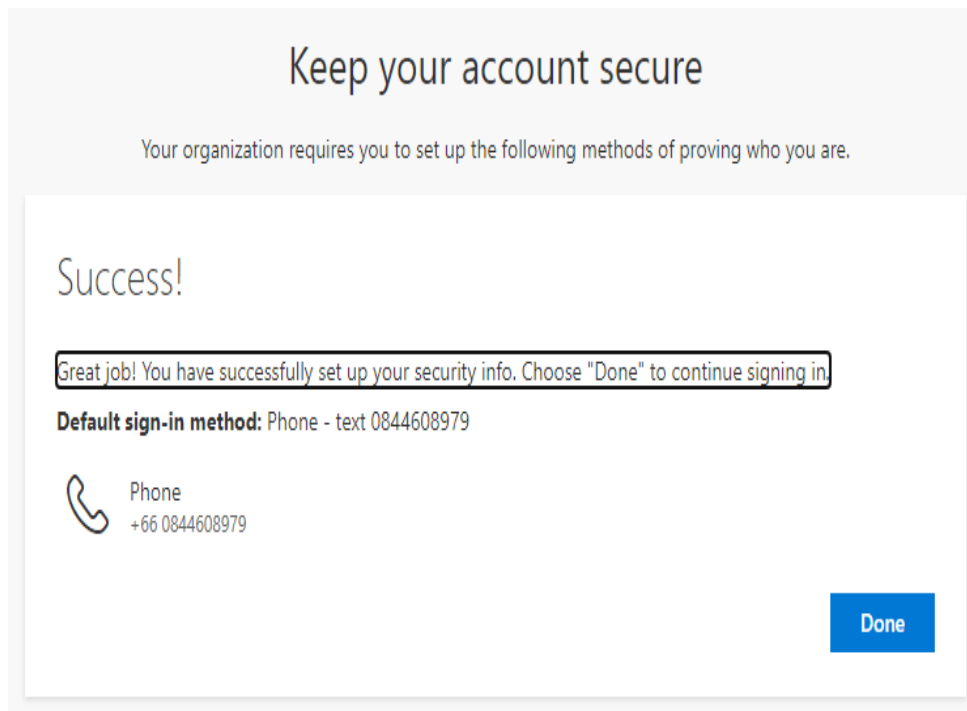 Keep your account secure
Your organization requires you to set up the following methods of proving who you are.
Success!
Great job! You have successfully set up your security info. Choose "Done" to continue signing in.
Default sign-in method: Phone - text 0844608979
Phone
+66 0844608979
Done